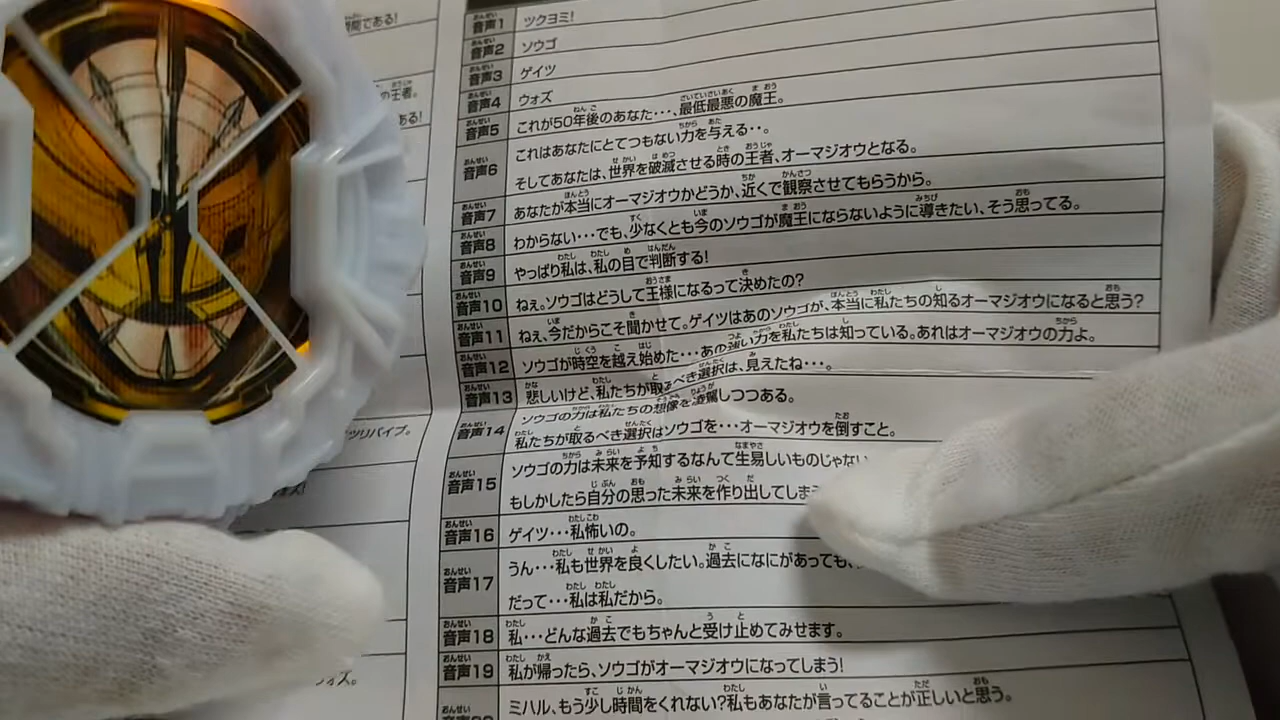 間である!
の王者。
ある!
ツリバイブ。
ォズ!
ォズ。
音声1 ツクヨミ!
音声2 ソウゴ
音声3 ゲイツ
音声4 ウォズ
音声5 これが50年後のあなた・・・、最低最悪の魔王。
音声6 これはあなたにとてつもない力を与える・・。
そしてあなたは、世界を破滅させる時の王者、オーマジオウとなる。
音声7 あなたが本当にオーマジオウかどうか、近くで観察させてもらうから。
音声8 わからない・・・でも、少なくとも今のソウゴが魔王にならないように導きたい、そう思ってる。
音声9 やっぱり私は、私の目で判断する!
音声10 ねぇ。ソウゴはどうして王様になるって決めたの?
音声11 ねぇ、今だからこそ聞かせて。ゲイツはあのソウゴが、本当に私たちの知るオーマジオウになると思う?
音声12 ソウゴが時空を越え始めた・・・あの強い力を私たちは知っている。あれはオーマジオウの力よ。
音声13 悲しいけど、私たちが取るべき選択は、見えたね・・・。
音声14 ソウゴの力は私たちの想像を凌駕しつつある。
私たちが取るべき選択はソウゴを・・・オーマジオウを倒すこと。
音声15 ソウゴの力は未来を予知するなんて生易しいものじゃない
もしかしたら自分の思った未来を作り出してしま
音声16 ゲイツ・・・私怖いの。
音声17 うん・・・私も世界を良くしたい。過去になにがあっても、
だって・・・私は私だから。
音声18 私・・・どんな過去でもちゃんと受け止めてみせます。
音声19 私が帰ったら、ソウゴがオーマジオウになってしまう!
ミハル、もう少し時間をくれない?私もあなたが言ってることが正しいと思う。